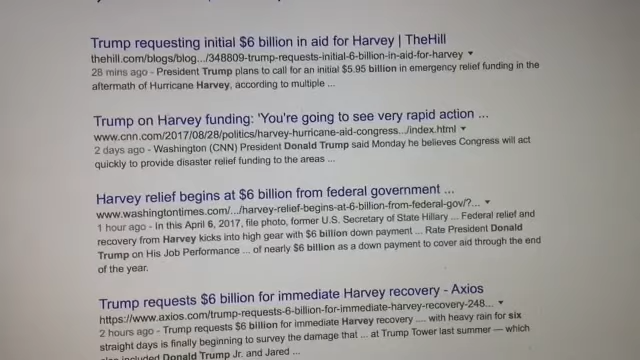 Trump requesting initial $6 billion in aid for Harvey | TheHill
thehill.com/blogs/blog.../348809-trump-requests-initial-6-billion-in-aid-for-harvey
28 mins ago - President Trump plans to call for an initial $5.95 billion in emergency relief funding in the
aftermath of Hurricane Harvey, according to multiple ...
Trump on Harvey funding: 'You're going to see very rapid action ...
www.cnn.com/2017/08/28/politics/harvey-hurricane-aid-congress.../index.html
2 days ago - Washington (CNN) President Donald Trump said Monday he believes Congress will act
quickly to provide disaster relief funding to the areas ...
Harvey relief begins at $6 billion from federal government ...
www.washingtontimes.com/.../harvey-relief-begins-at-6-billion-from-federal-gov/?...
1 hour ago - In this April 6, 2017, file photo, former U.S. Secretary of State Hillary ... Federal relief and
recovery from Harvey kicks into high gear with $6 billion down payment ... Rate President Donald
Trump on His Job Performance ... of nearly $6 billion as a down payment to cover aid through the end
of the year.
Trump requests $6 billion for immediate Harvey recovery - Axios
https://www.axios.com/trump-requests-6-billion-for-immediate-harvey-recovery-248...
2 hours ago - Trump requests $6 billion for immediate Harvey recovery .... with heavy rain for six
straight days is finally beginning to survey the damage that ... at Trump Tower last summer — which
also included Donald Trump Jr. and Jared ...